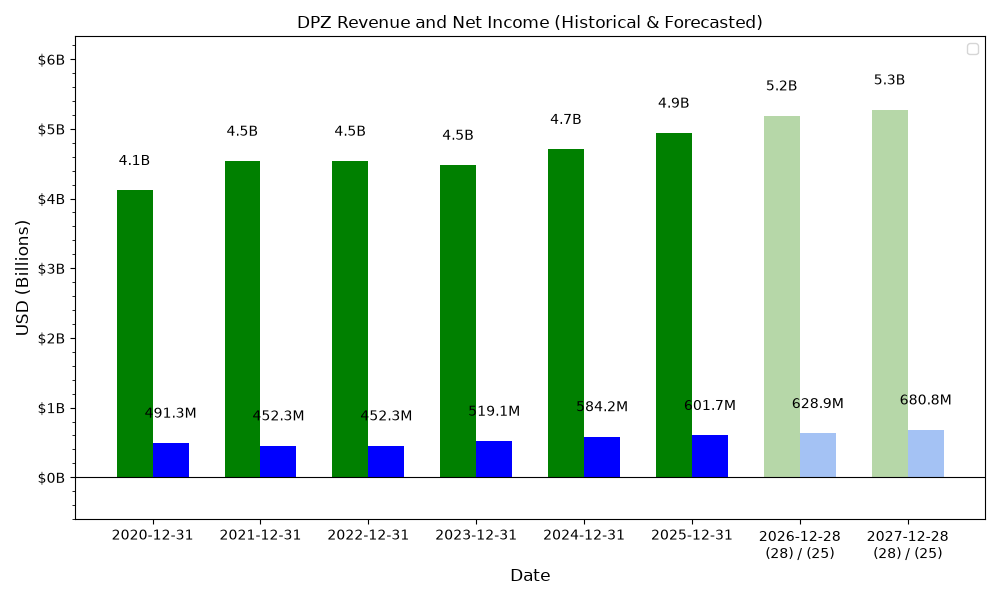 DPZ Revenue and Net Income (Historical & Forecasted)
$6B
$5B
$4B
$3B
$2B
$1B
$0B
USD (Billions)
4.1B
4.5B
4.5B
4.5B
4.7B
4.9B
5.2B
5.3B
491.3M
452.3M
452.3M
519.1M
584.2M
601.7M
628.9M
680.8M
2020-12-31
2021-12-31
2022-12-31
2023-12-31
2024-12-31
2025-12-31
2026-12-28
(28) / (25)
2027-12-28
(28) / (25)
Date